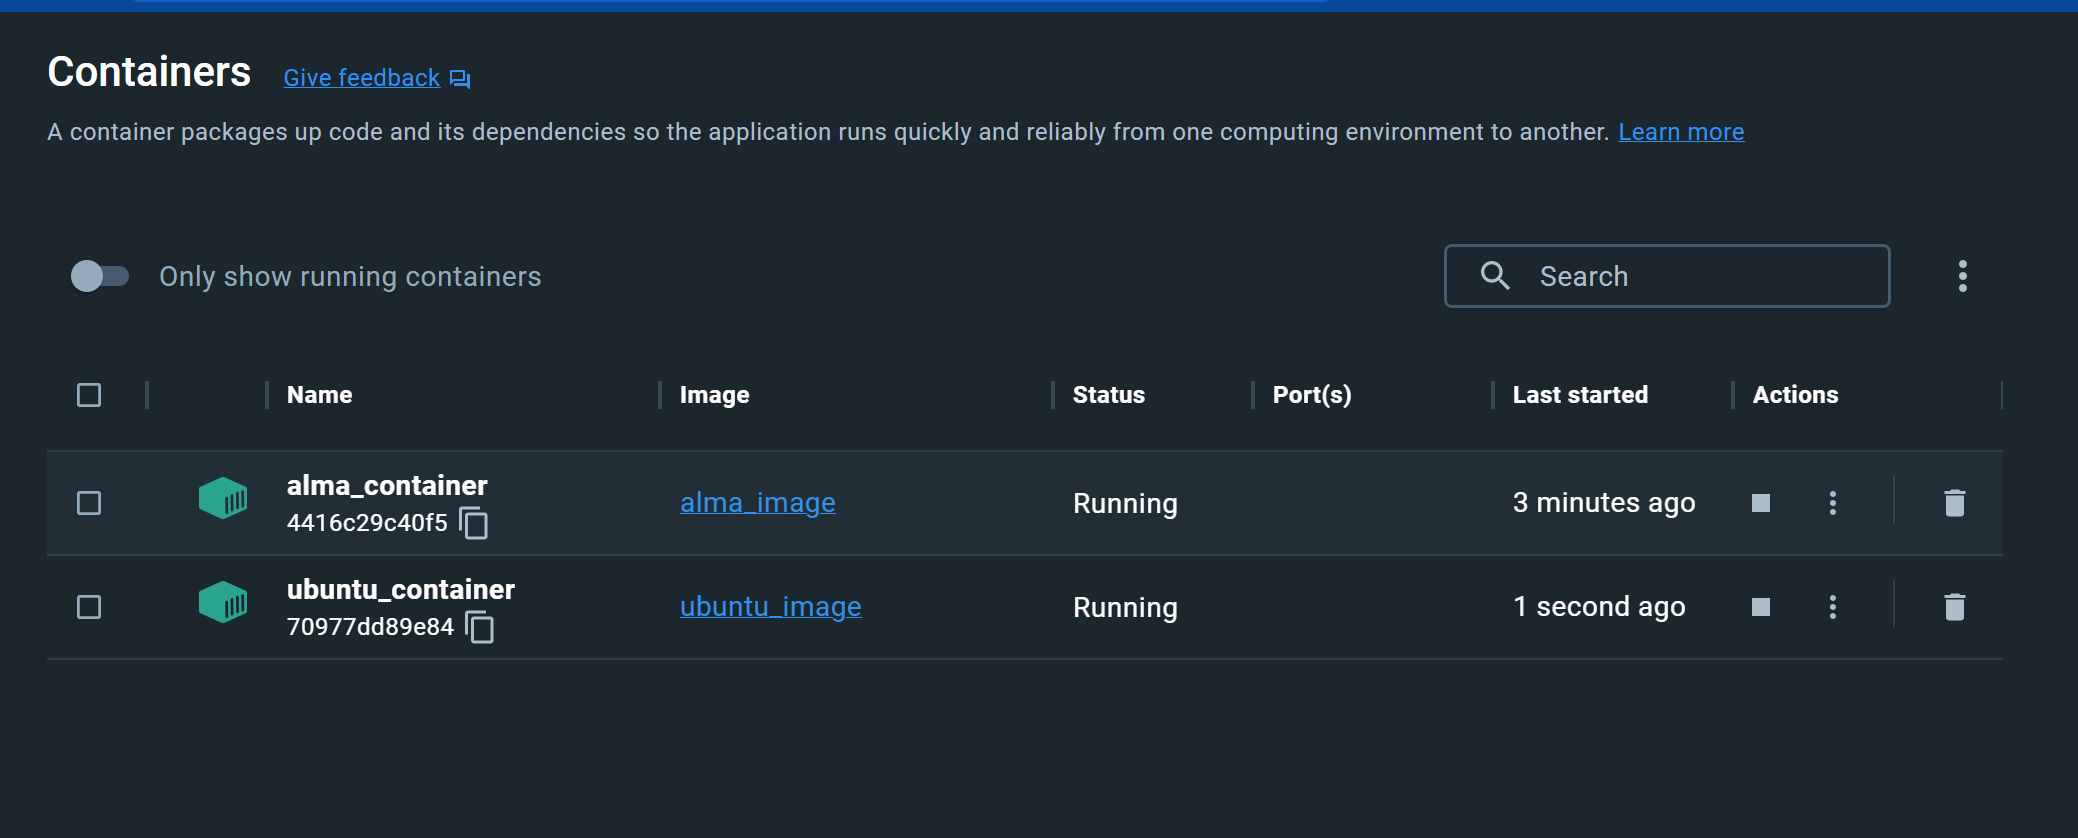 Containers Give feedback
A container packages up code and its dependencies so the application runs quickly and reliably from one computing environment to another. Learn more
Only show running containers Search
Name Image Status Port(s) Last started Actions
alma_container
4416c29c40f5 alma_image Running 3 minutes ago
ubuntu_container
70977dd89e84 ubuntu_image Running 1 second ago